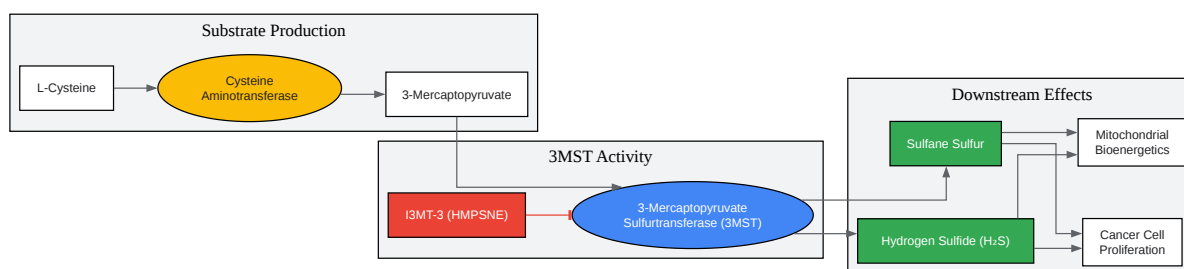 Substrate Production
L-Cysteine
Cysteine
Aminotransferase
3-Mercaptopyruvate
3MST Activity
I3MT-3 (HMPSNE)
3-Mercaptopyruvate
Sulfurtransferase (3MST)
Downstream Effects
Sulfane Sulfur
Mitochondrial
Bioenergetics
Hydrogen Sulfide (H₂S)
Cancer Cell
Proliferation